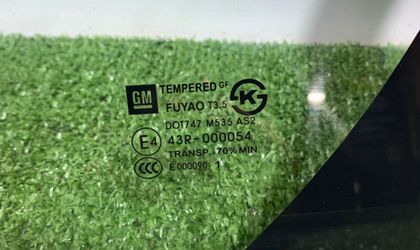 GM TEMPERED GF
FUYAO T3.5
DOT747 M535 AS2
E4 43R-000054
TRANSP. 70% MIN.
CCC E000090 1